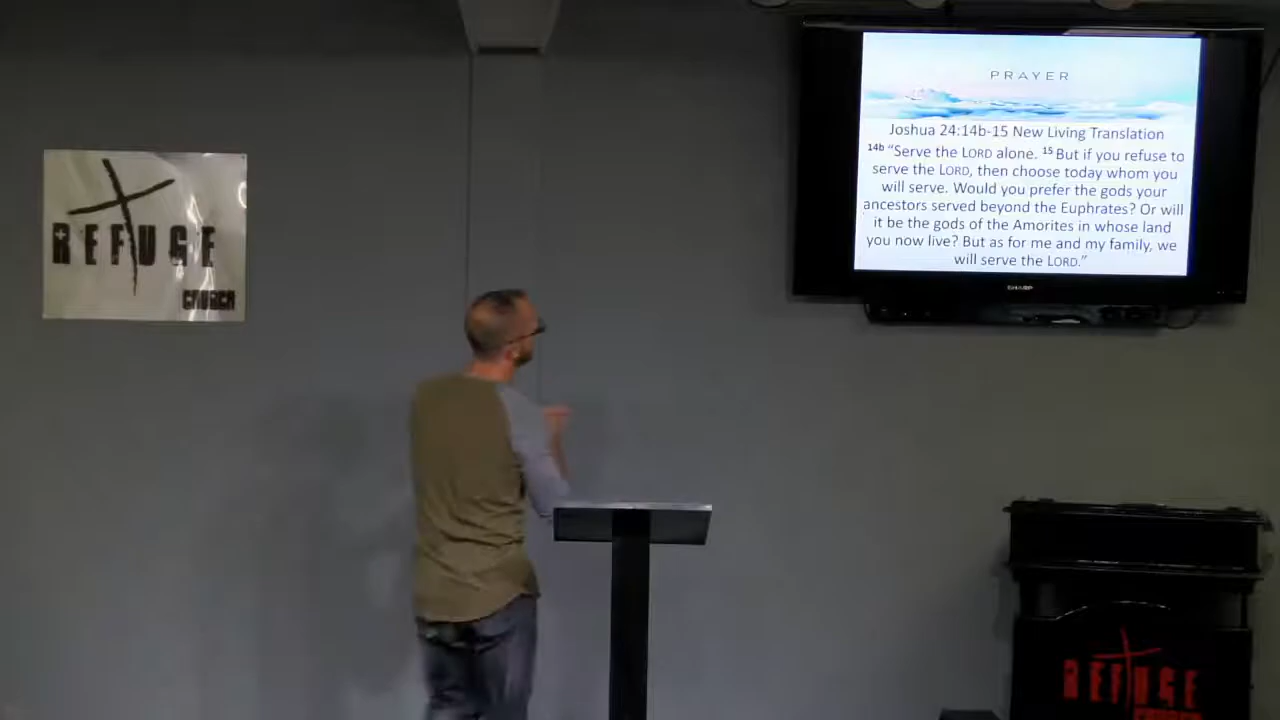 REFUGE
CHURCH
PRAYER
Joshua 24:14b-15 New Living Translation
14b “Serve the LORD alone. 15 But if you refuse to
serve the LORD, then choose today whom you
will serve. Would you prefer the gods your
ancestors served beyond the Euphrates? Or will
it be the gods of the Amorites in whose land
you now live? But as for me and my family, we
will serve the LORD.”
SHARP
REFUGE
CHURCH